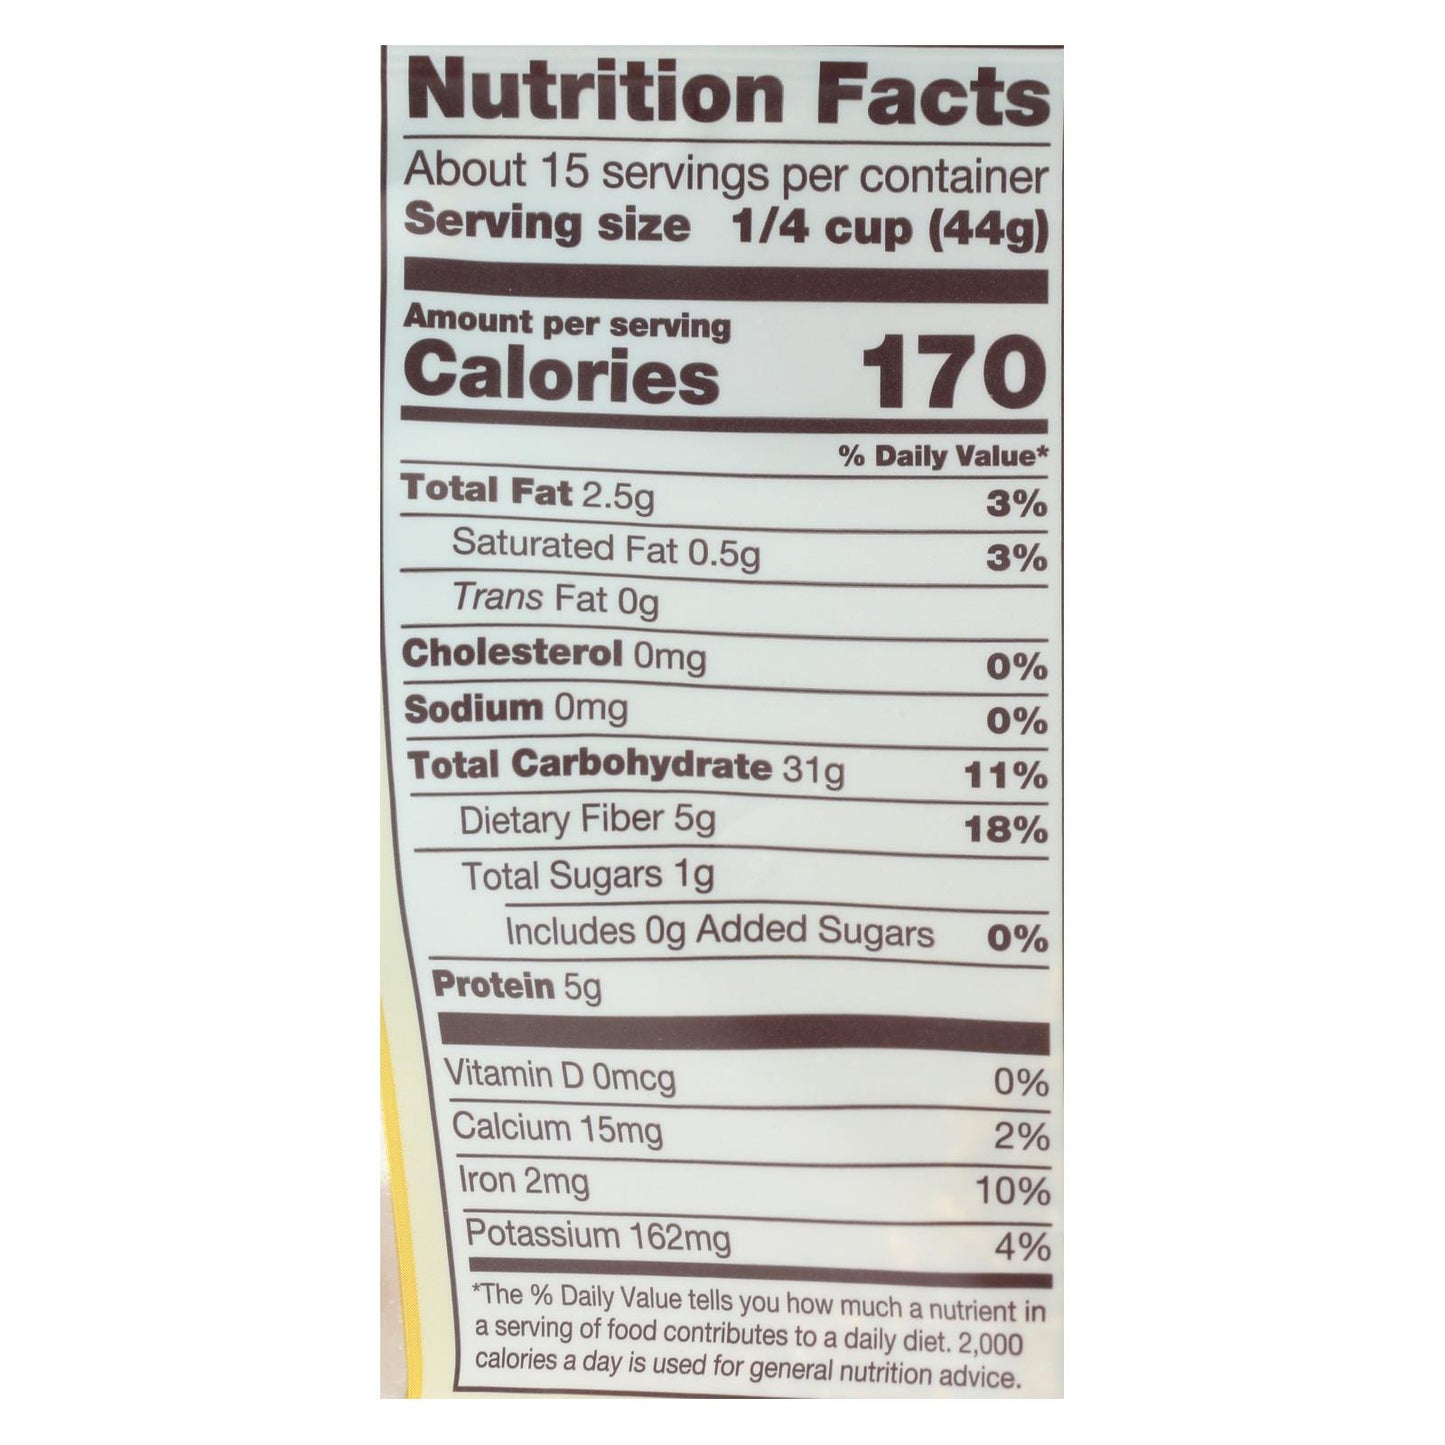 Nutrition Facts
About 15 servings per container
Serving size 1/4 cup (44g)
Amount per serving
Calories 170
% Daily Value*
Total Fat 2.5g 3%
Saturated Fat 0.5g 3%
Trans Fat 0g
Cholesterol 0mg 0%
Sodium 0mg 0%
Total Carbohydrate 31g 11%
Dietary Fiber 5g 18%
Total Sugars 1g
Includes 0g Added Sugars 0%
Protein 5g
Vitamin D 0mcg 0%
Calcium 15mg 2%
Iron 2mg 10%
Potassium 162mg 4%
*The % Daily Value tells you how much a nutrient in
a serving of food contributes to a daily diet. 2,000
calories a day is used for general nutrition advice.